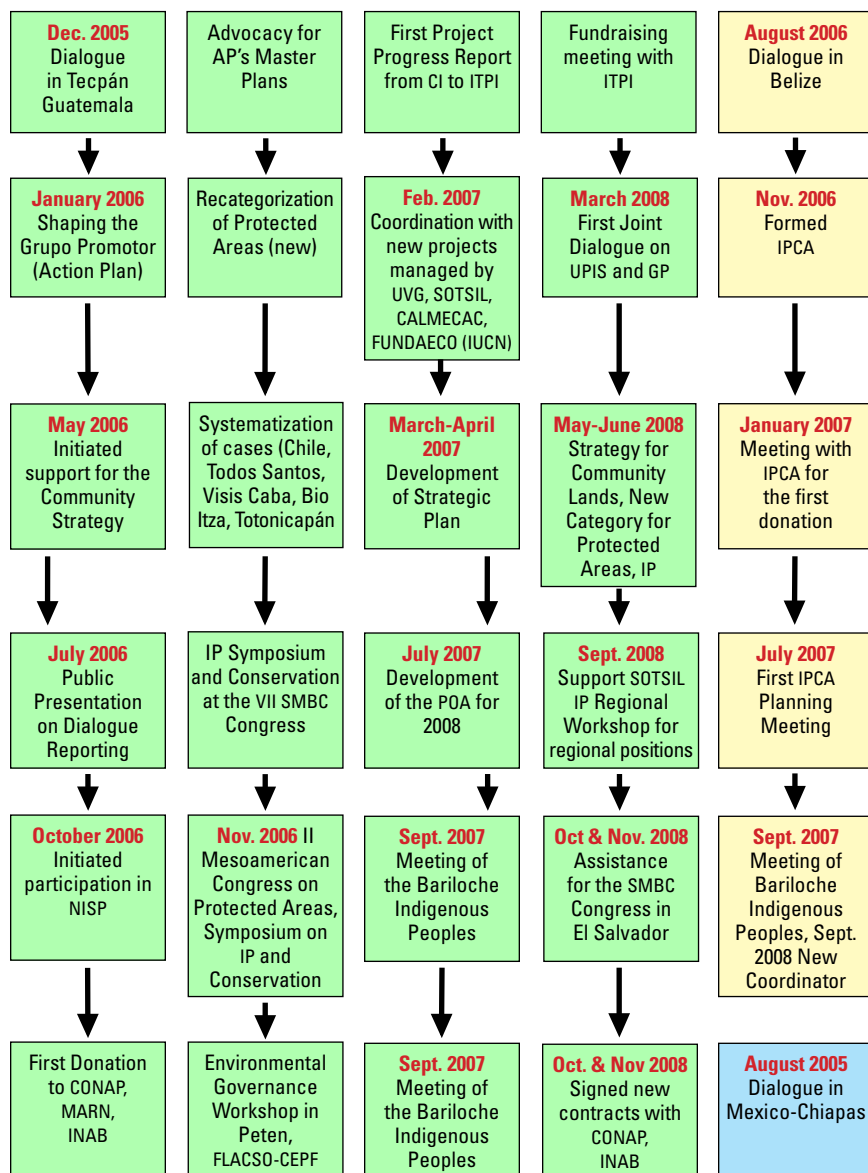 Dec. 2005
Dialogue
in Tecpán
Guatemala
January 2006
Shaping the
Grupo Promotor
(Action Plan)
May 2006
Initiated
support for the
Community
Strategy
July 2006
Public
Presentation
on Dialogue
Reporting
October 2006
Initiated
participation in
NISP
First Donation
to CONAP,
MARN,
INAB
Advocacy for
AP's Master
Plans
Recategorization
of Protected
Areas (new)
Systematization
of cases (Chile,
Todos Santos,
Visis Caba, Bio
Itza, Totonicapán
IP Symposium
and Conservation
at the VII SMBC
Congress
Nov. 2006 II
Mesoamerican
Congress on
Protected Areas,
Symposium on
IP and
Conservation
Environmental
Governance
Workshop in
Peten,
FLACSO-CEPF
First Project
Progress Report
from CI to ITPI
Feb. 2007
Coordination with
new projects
managed by
UVG, SOTSIL,
CALMECAC,
FUNDAECO (IUCN)
March-April
2007
Development
of Strategic
Plan
July 2007
Development
of the POA for
2008
Sept. 2007
Meeting of
the Bariloche
Indigenous
Peoples
Sept. 2007
Meeting of
the Bariloche
Indigenous
Peoples
Fundraising
meeting with
ITPI
March 2008
First Joint
Dialogue on
UPIS and GP
May-June 2008
Strategy for
Community
Lands, New
Category for
Protected
Areas, IP
Sept. 2008
Support SOTSIL
IP Regional
Workshop for
regional positions
Oct & Nov. 2008
Assistance
for the SMBC
Congress in
El Salvador
Oct. & Nov 2008
Signed new
contracts with
CONAP,
INAB
August 2006
Dialogue in
Belize
Nov. 2006
Formed
IPCA
January 2007
Meeting with
IPCA for
the first
donation
July 2007
First IPCA
Planning
Meeting
Sept. 2007
Meeting of
Bariloche
Indigenous
Peoples, Sept.
2008 New
Coordinator
August 2005
Dialogue in
Mexico-Chiapas